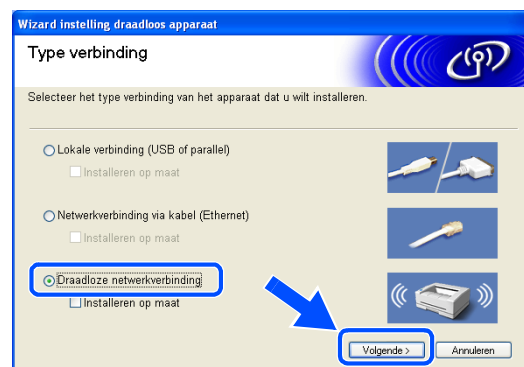 Wizard instelling draadloos apparaat
Type verbinding
Selecteer het type verbinding van het apparaat dat u wilt installeren.
Lokale verbinding (USB of parallel)
Installeren op maat
Netwerkverbinding via kabel (Ethernet)
Installeren op maat
Draadloze netwerkverbinding
Installeren op maat
Volgende >
Annuleren